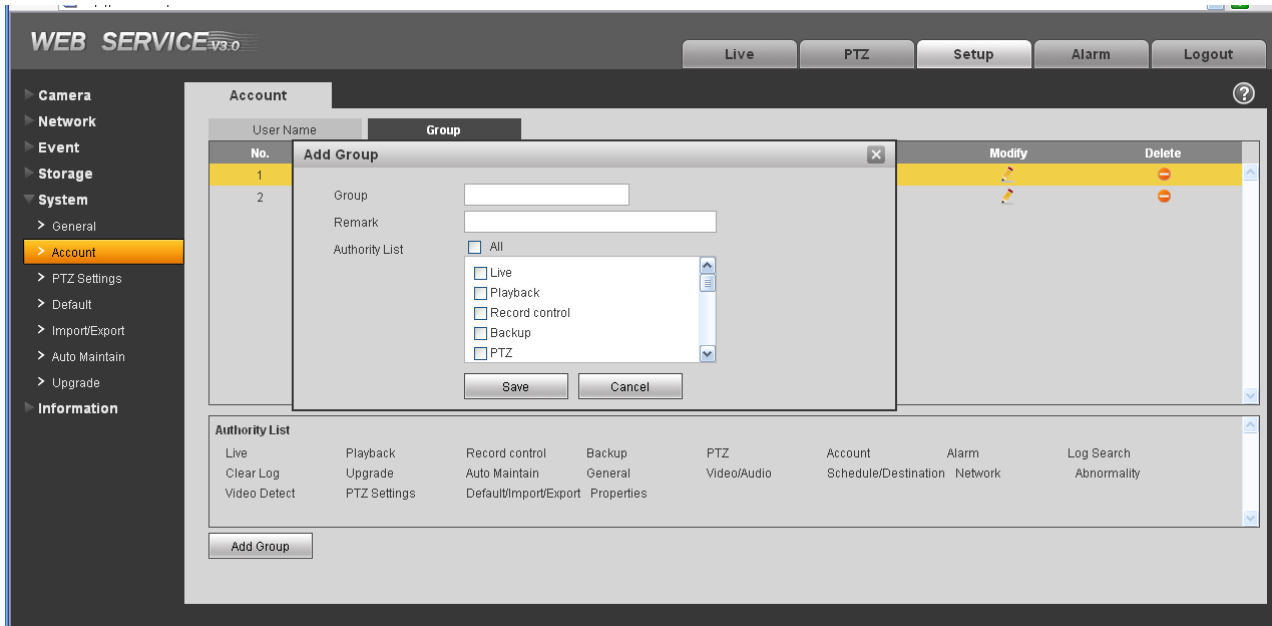 WEB SERVICE V3.0
Live PTZ Setup Alarm Logout
Camera
Network
Event
Storage
System
General
Account
PTZ Settings
Default
Import/Export
Auto Maintain
Upgrade
Information
Account
?
User Name Group
No. Modify Delete
1
2
Add Group
Group
Remark
Authority List All
Live
Playback
Record control
Backup
PTZ
Save Cancel
Authority List
Live Playback Record control Backup PTZ Account Alarm Log Search
Clear Log Upgrade Auto Maintain General Video/Audio Schedule/Destination Network Abnormality
Video Detect PTZ Settings Default/Import/Export Properties
Add Group